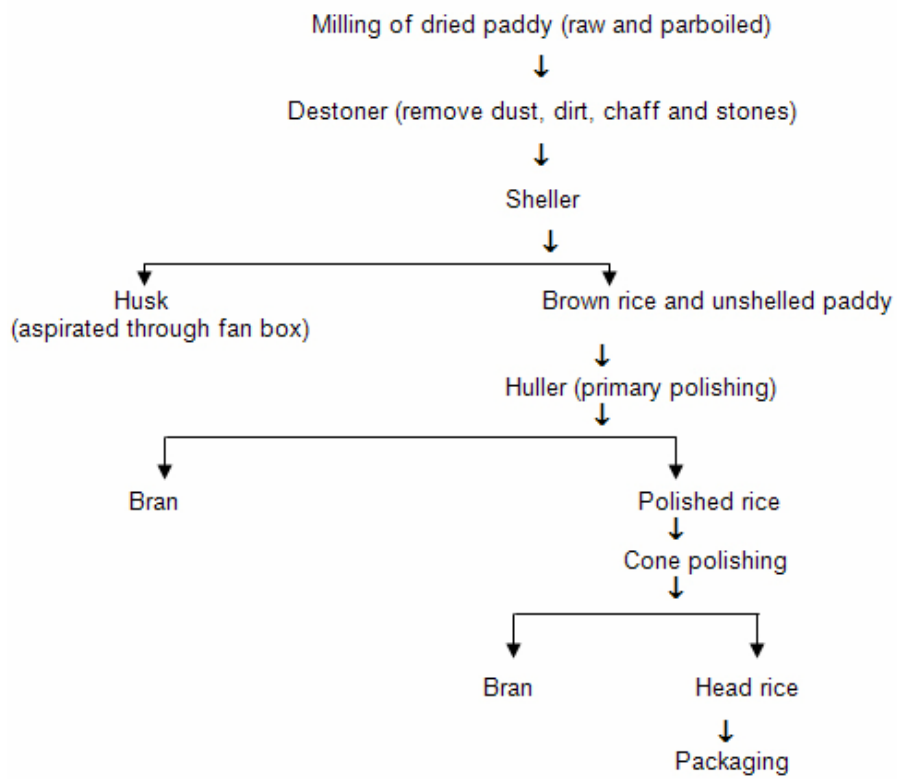 Milling of dried paddy (raw and parboiled)
Destoner (remove dust, dirt, chaff and stones)
Sheller
Husk
(aspirated through fan box)
Brown rice and unshelled paddy
Huller (primary polishing)
Bran
Polished rice
Cone polishing
Bran
Head rice
Packaging